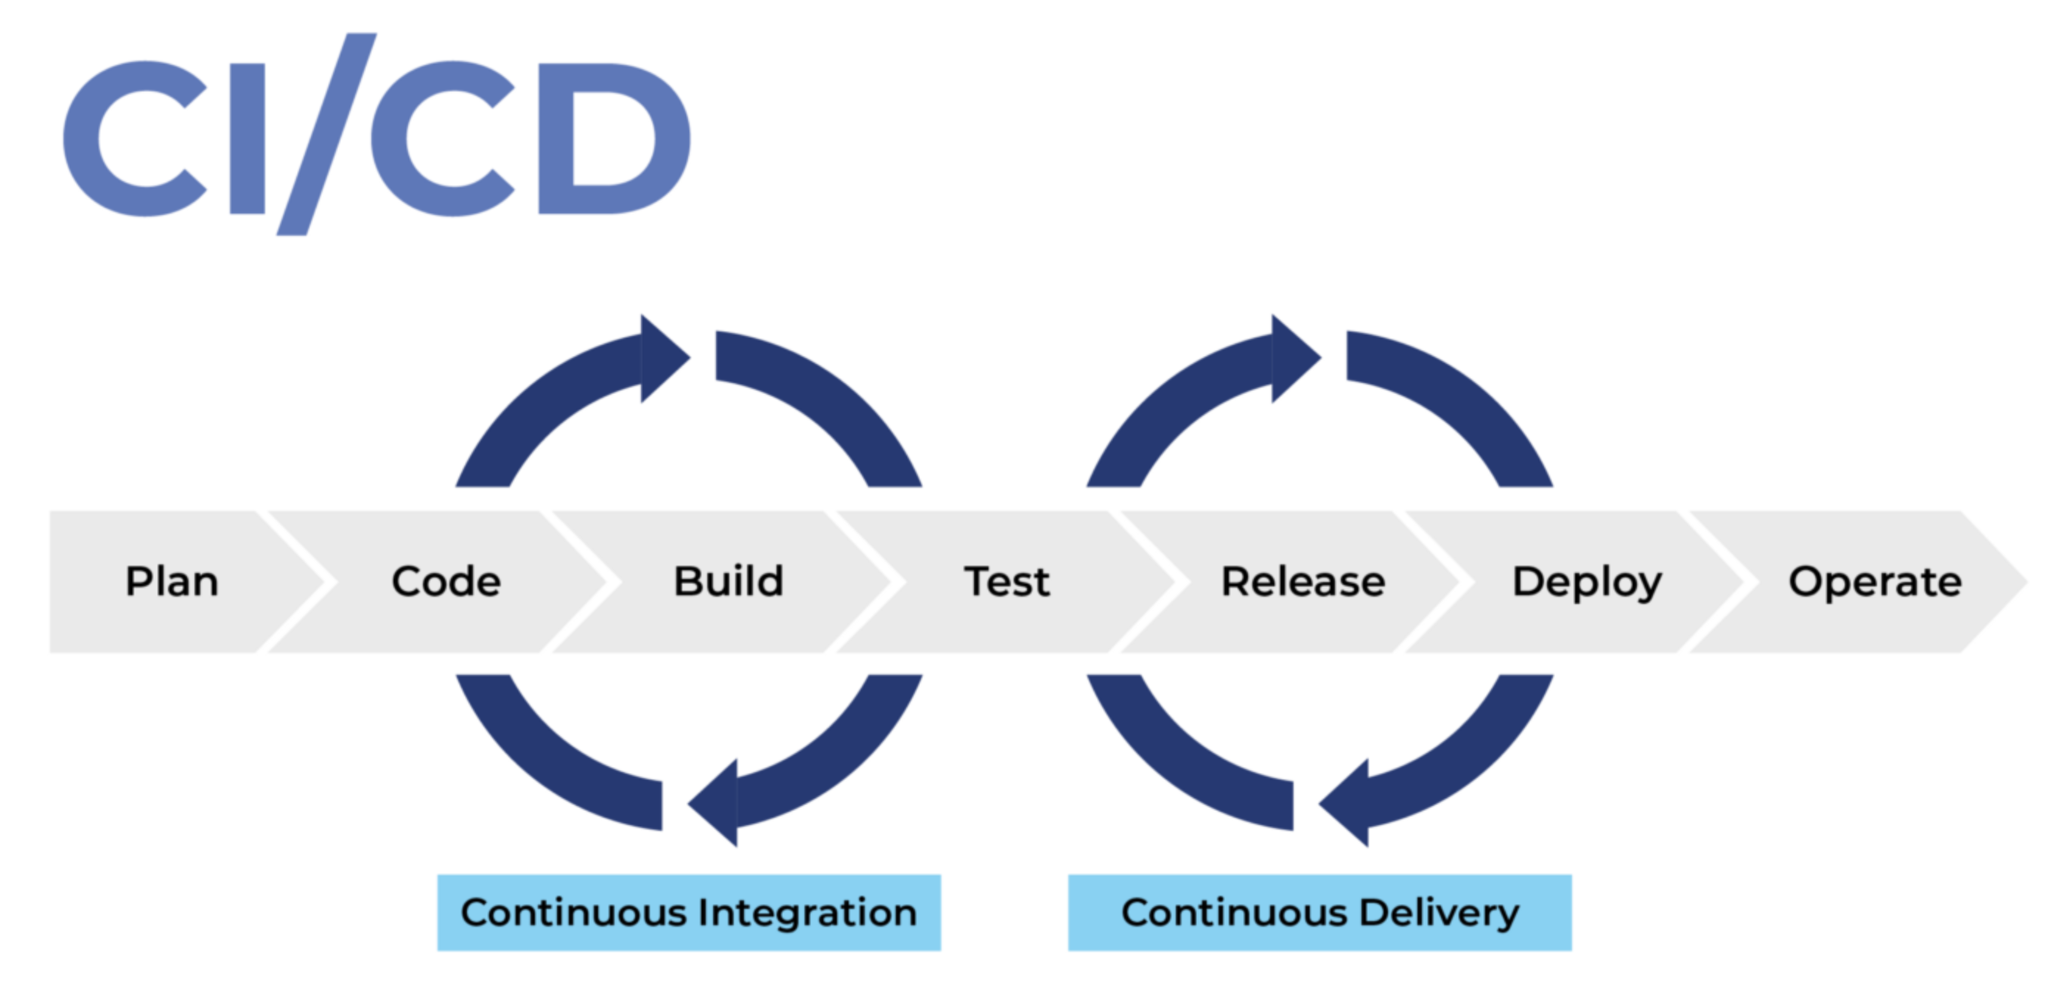 CI/CD
Plan Code Build Test Release Deploy Operate
Continuous Integration Continuous Delivery